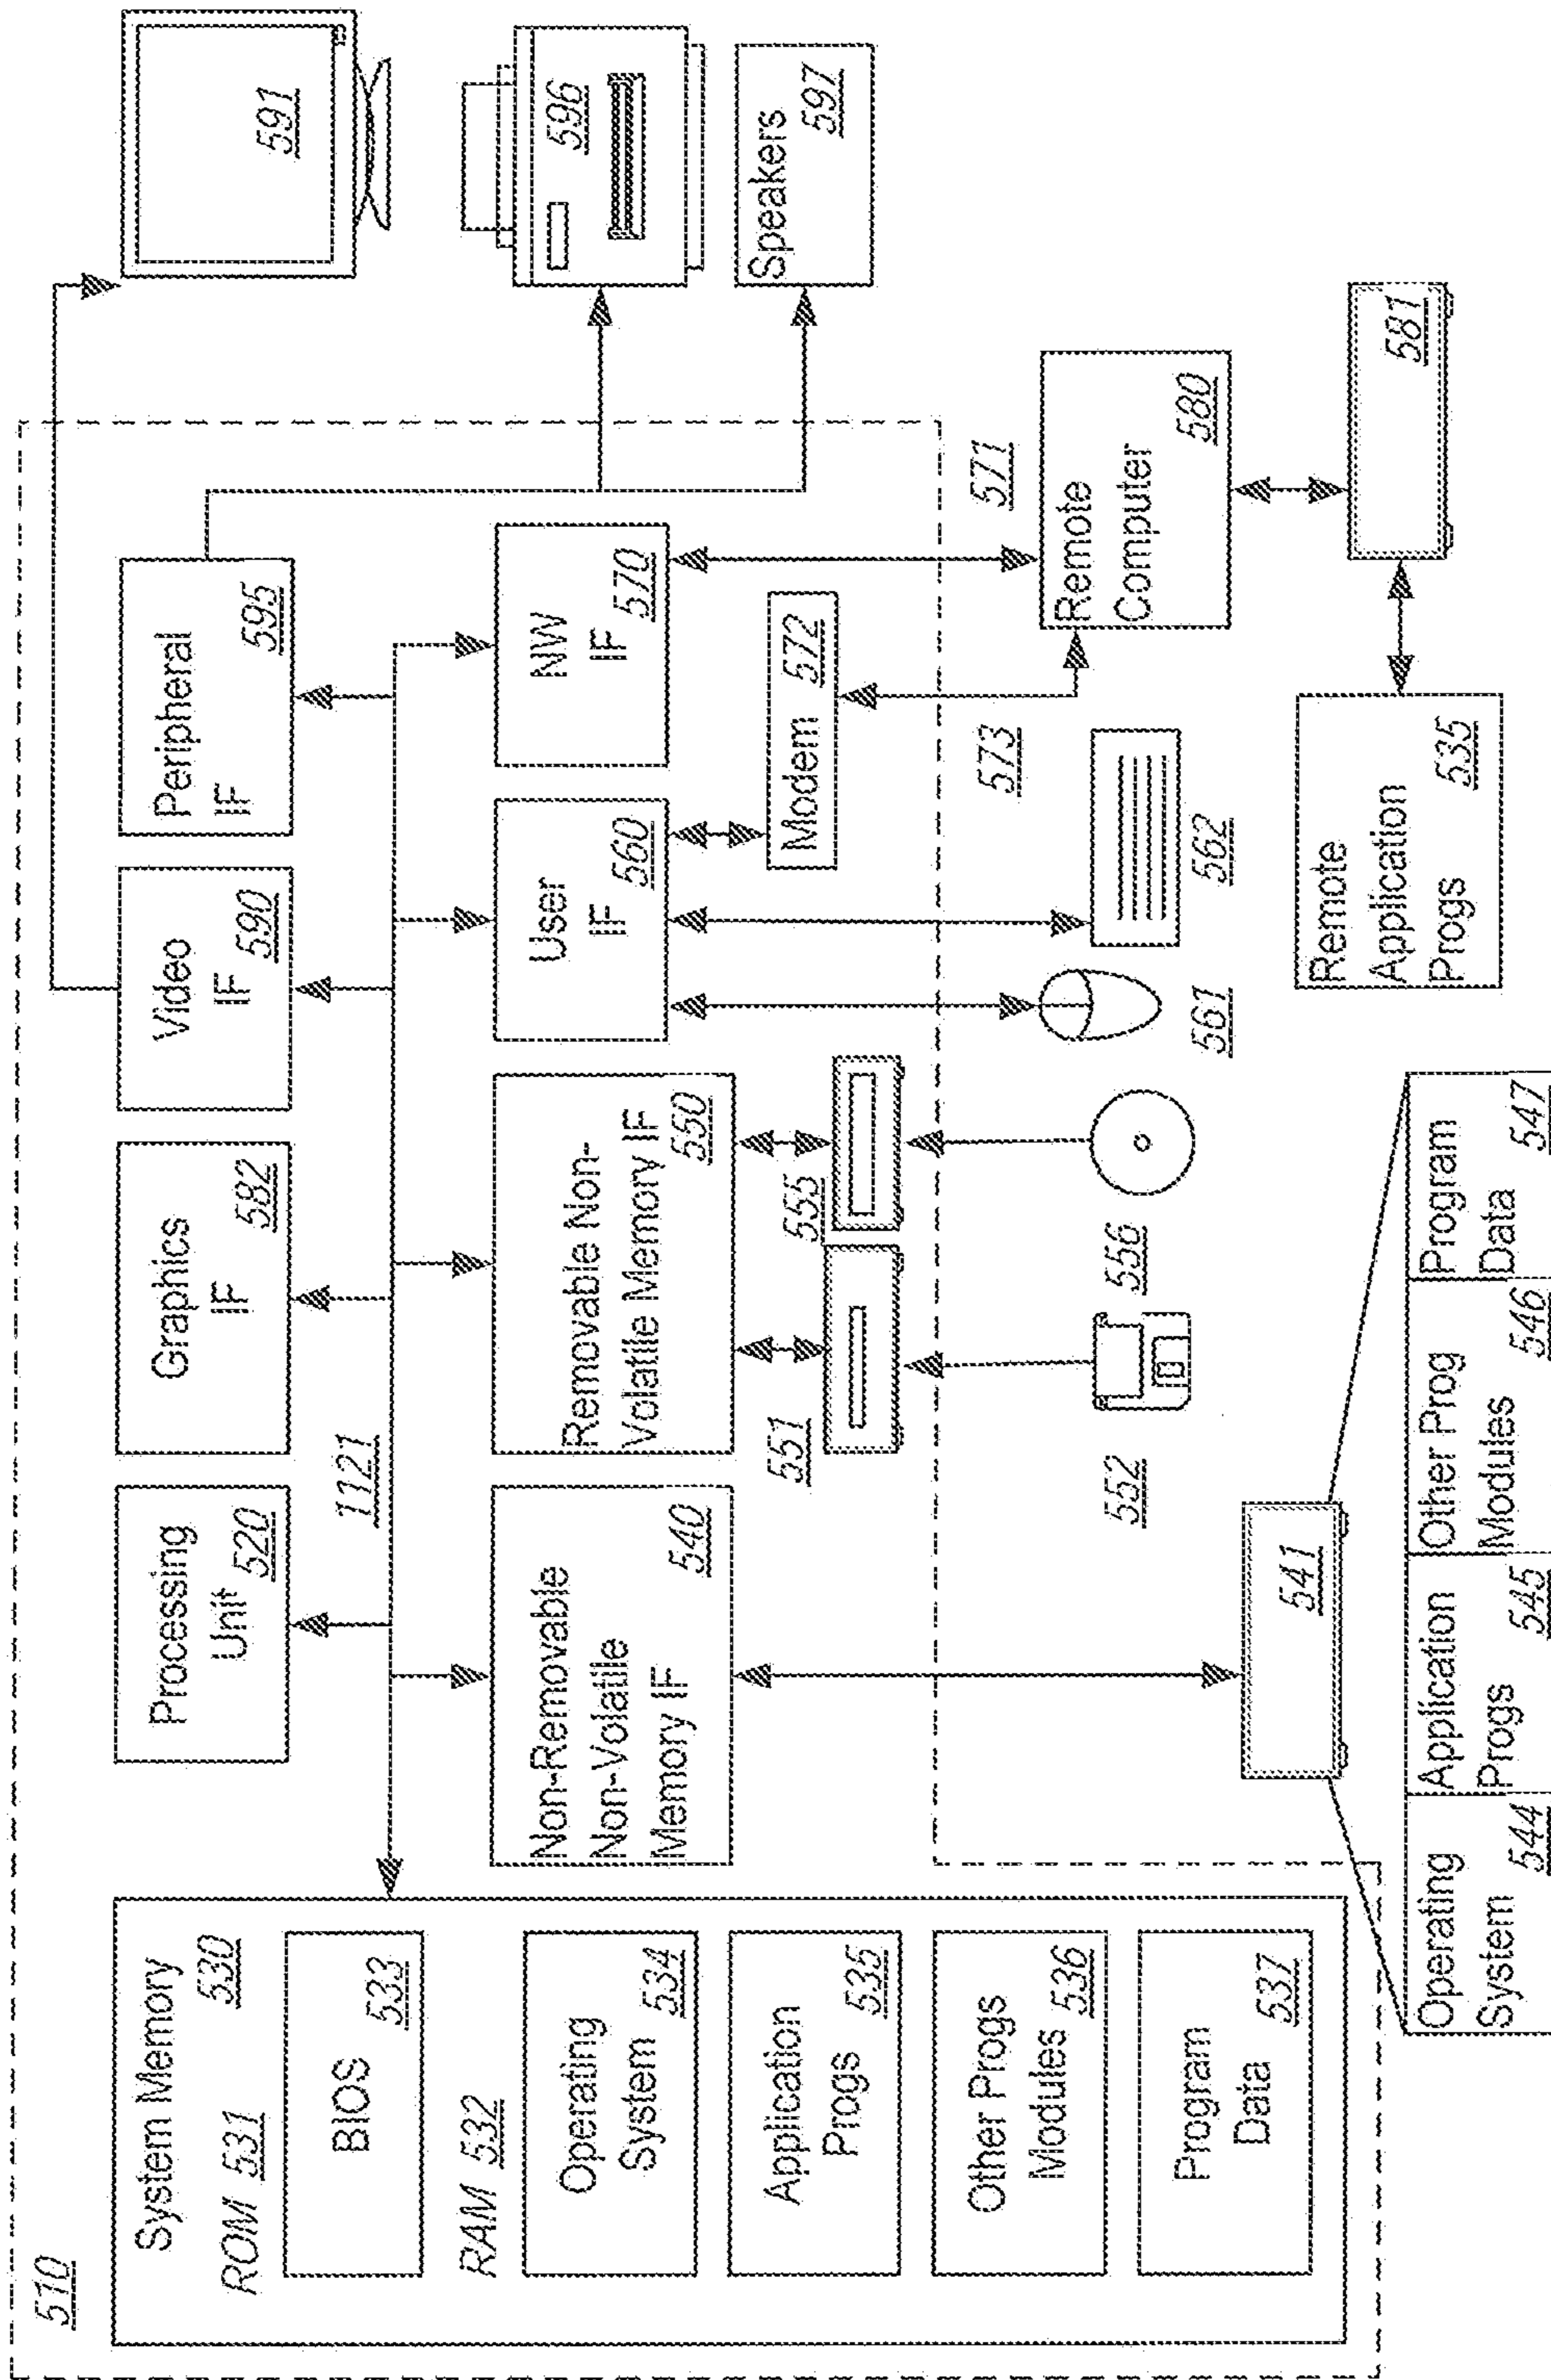 510
System Memory
530
ROM 531
BIOS
533
RAM 532
Operating
System
534
Application
Progs
535
Other Progs
Modules
536
Program
Data
537
Processing
Unit
520
Graphics
IF
582
Video
IF
590
Peripheral
IF
595
1121
Non-Removable
Non-Volatile
Memory IF
540
Removable Non-
Volatile Memory IF
550
User
IF
560
NW
IF
570
551
555
Modem 572
591
596
Speakers
597
552
556
561
562
573
571
Remote
Computer
580
541
581
Remote
Application
Progs
535
Operating
System
544
Application
Progs
545
Other Prog
Modules
546
Program
Data
547